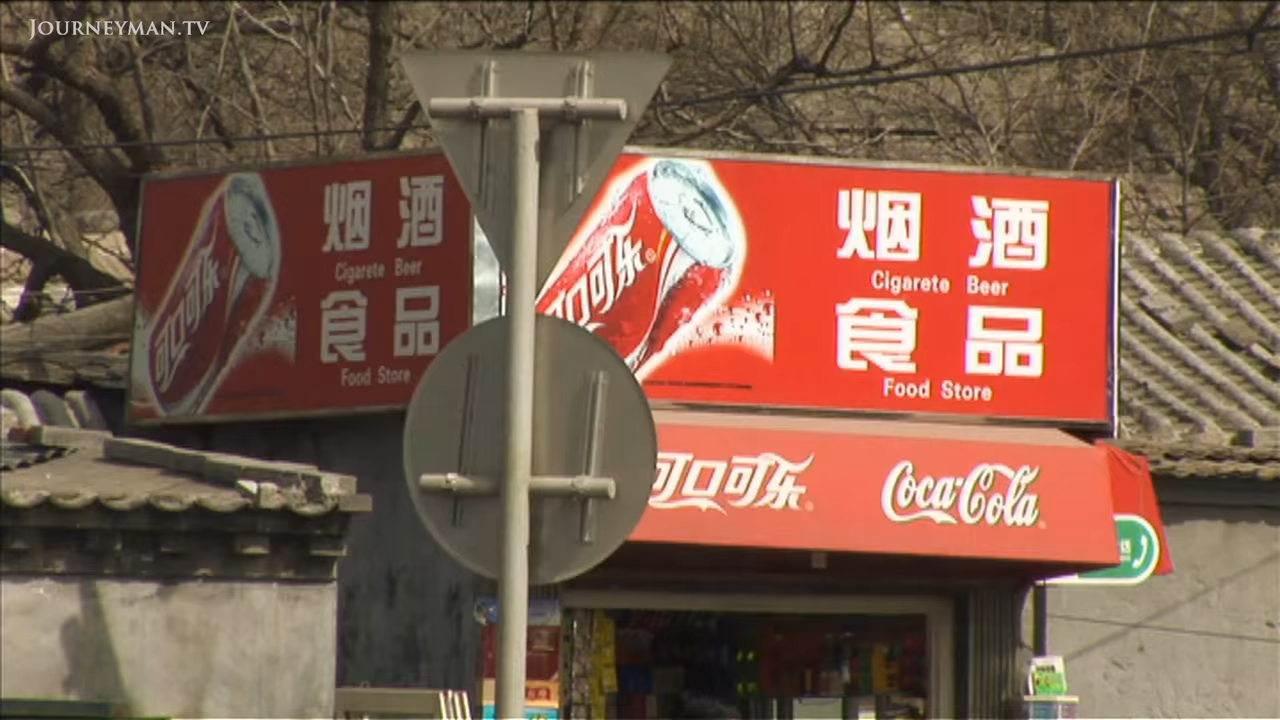 JOURNEYMAN.TV
可口可乐
烟 酒
Cigarete Beer
食 品
Food Store
口可乐
烟 酒
Cigarete Beer
食 品
Food Store
可口可乐
Coca-Cola